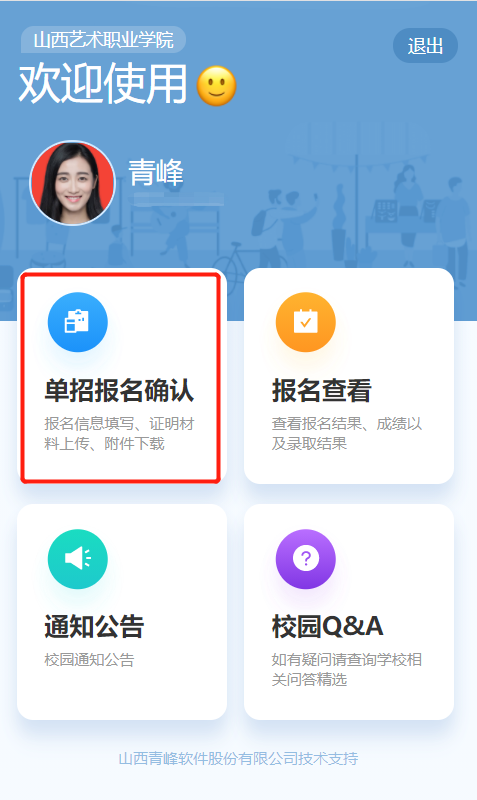 山西艺术职业学院
退出
欢迎使用
青峰
单招报名确认
报名信息填写、证明材
料上传、附件下载
报名查看
查看报名结果、成绩以
及录取结果
通知公告
校园通知公告
校园Q&A
如有疑问请查询学校相
关问答精选
山西青峰软件股份有限公司技术支持